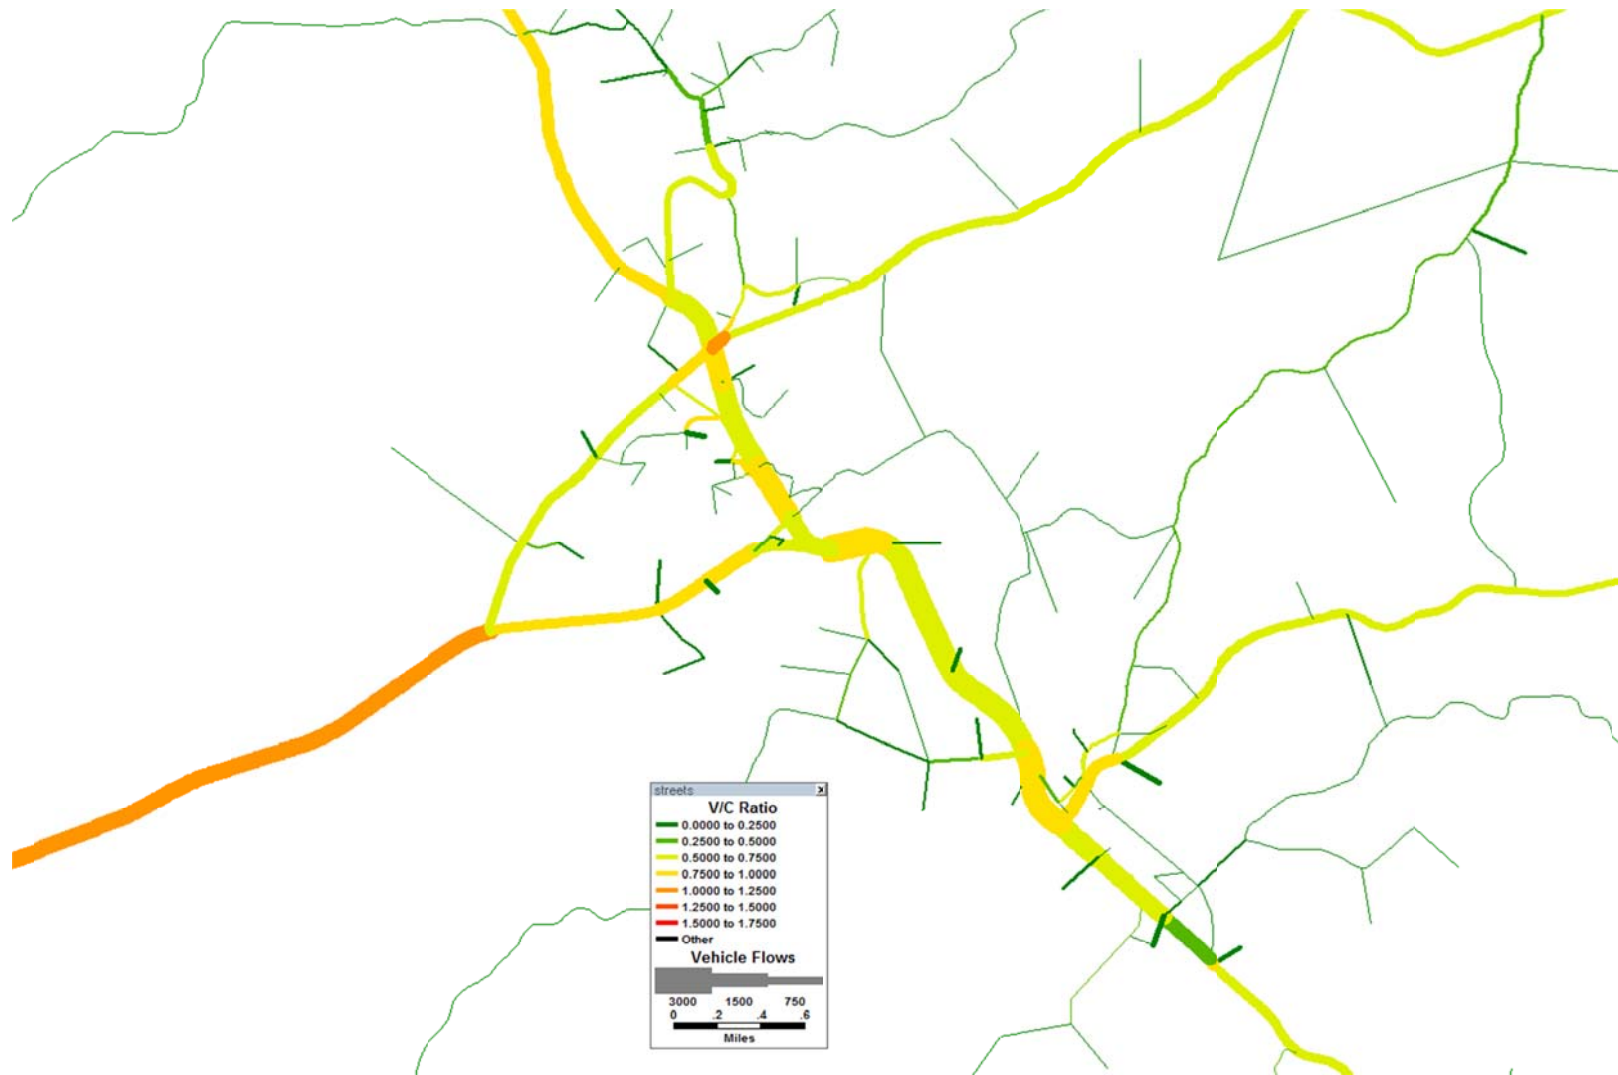 streets
x
V/C Ratio
0.0000 to 0.2500
0.2500 to 0.5000
0.5000 to 0.7500
0.7500 to 1.0000
1.0000 to 1.2500
1.2500 to 1.5000
1.5000 to 1.7500
Other
Vehicle Flows
3000 1500 750
0 .2 .4 .6
Miles